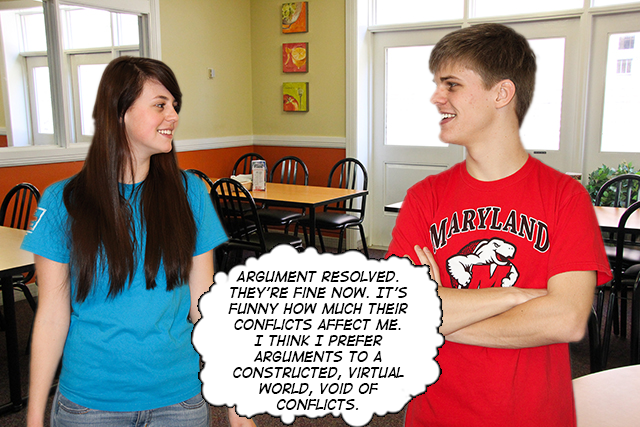 MARYLAND
ARGUMENT RESOLVED.
THEY'RE FINE NOW. IT'S
FUNNY HOW MUCH THEIR
CONFLICTS AFFECT ME.
I THINK I PREFER
ARGUMENTS TO A
CONSTRUCTED, VIRTUAL
WORLD, VOID OF
CONFLICTS.